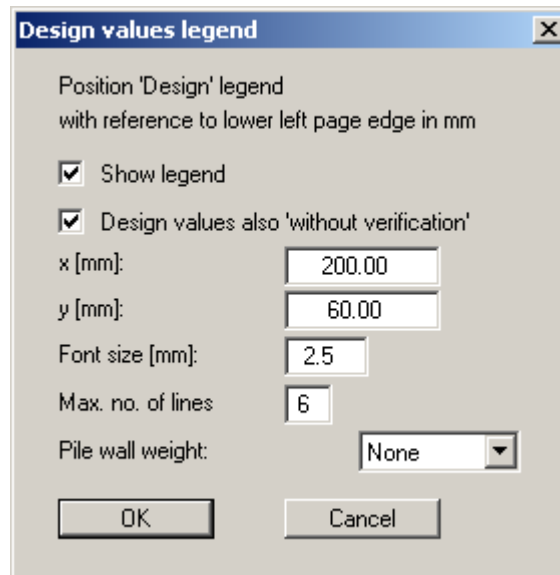 Design values legend
Position 'Design' legend
with reference to lower left page edge in mm
Show legend
Design values also 'without verification'
x [mm]: 200.00
y [mm]: 60.00
Font size [mm]: 2.5
Max. no. of lines 6
Pile wall weight: None
OK Cancel